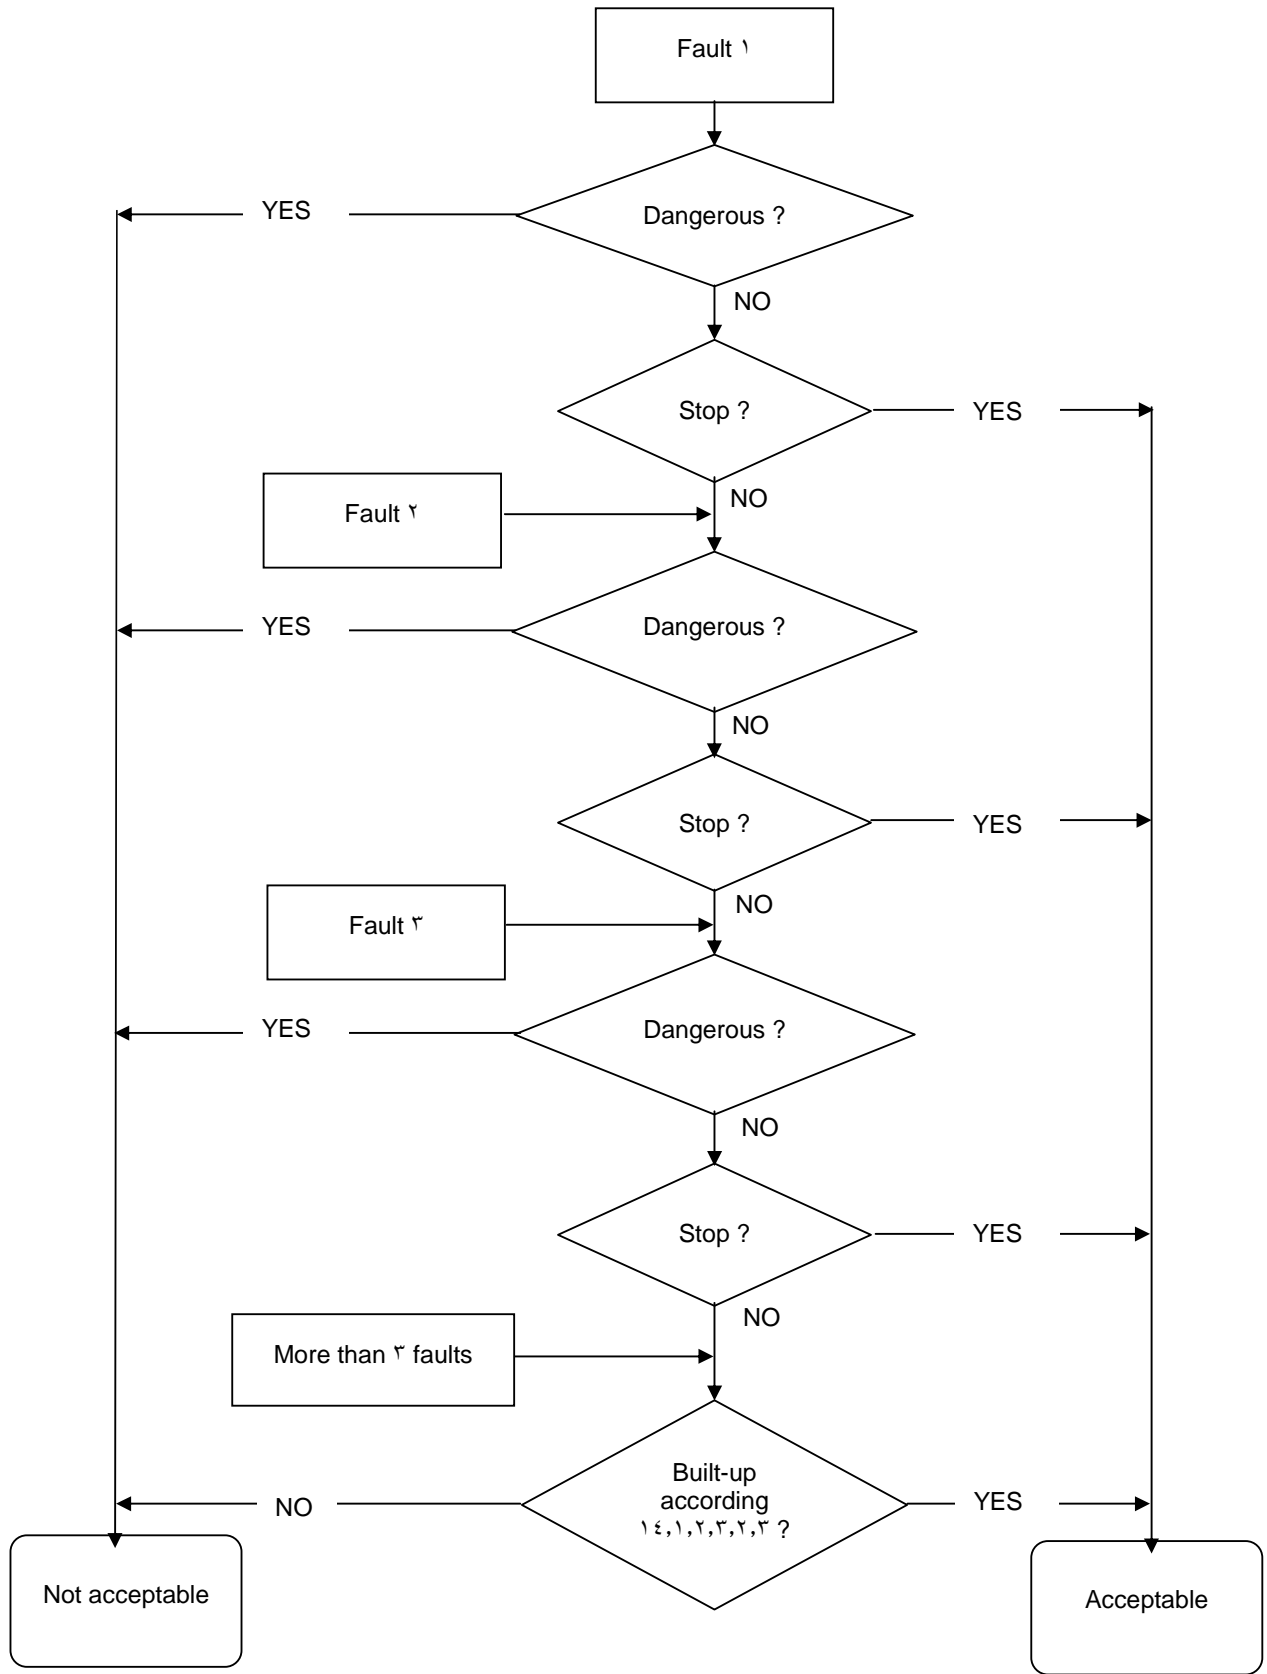 Fault ١
Dangerous ?
YES
NO
Stop ?
YES
NO
Fault ٢
Dangerous ?
YES
NO
Stop ?
YES
NO
Fault ٣
Dangerous ?
YES
NO
Stop ?
YES
NO
More than ٣ faults
Built-up
according
١٤,١,٢,٣,٢,٣ ?
NO
YES
Not acceptable
Acceptable